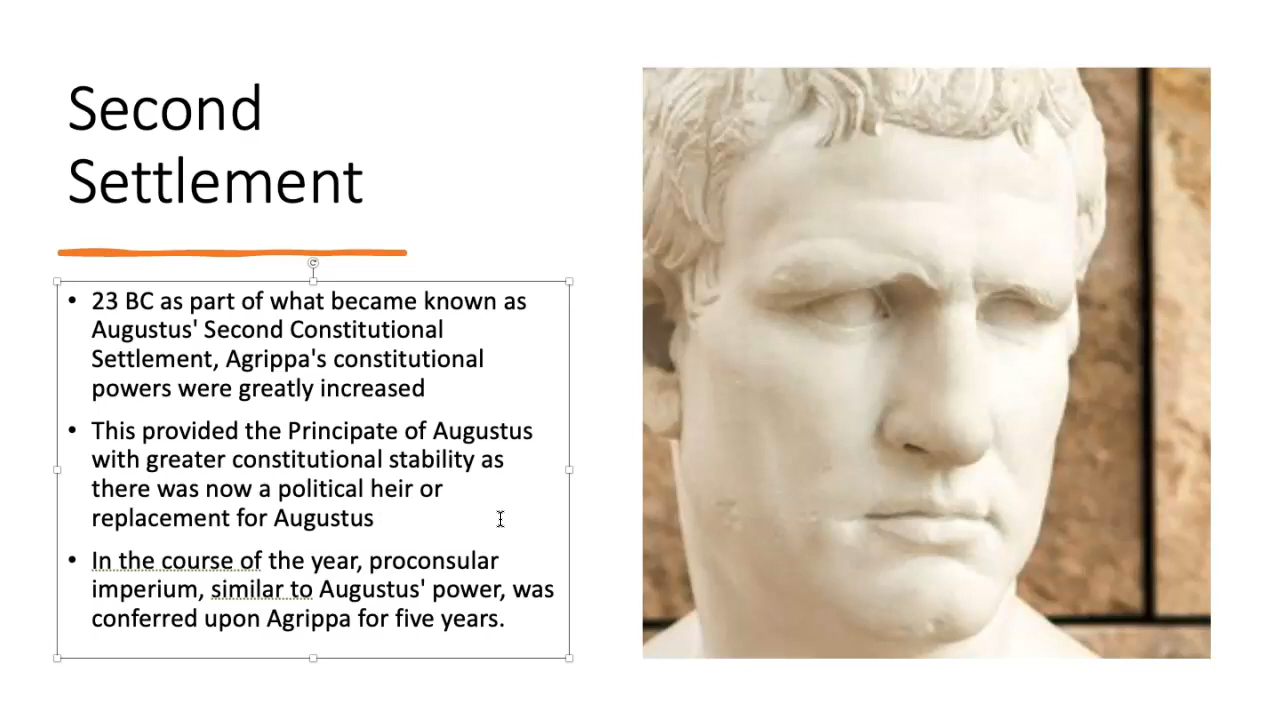 Second
Settlement
• 23 BC as part of what became known as
Augustus' Second Constitutional
Settlement, Agrippa's constitutional
powers were greatly increased
• This provided the Principate of Augustus
with greater constitutional stability as
there was now a political heir or
replacement for Augustus
• In the course of the year, proconsular
imperium, similar to Augustus' power, was
conferred upon Agrippa for five years.